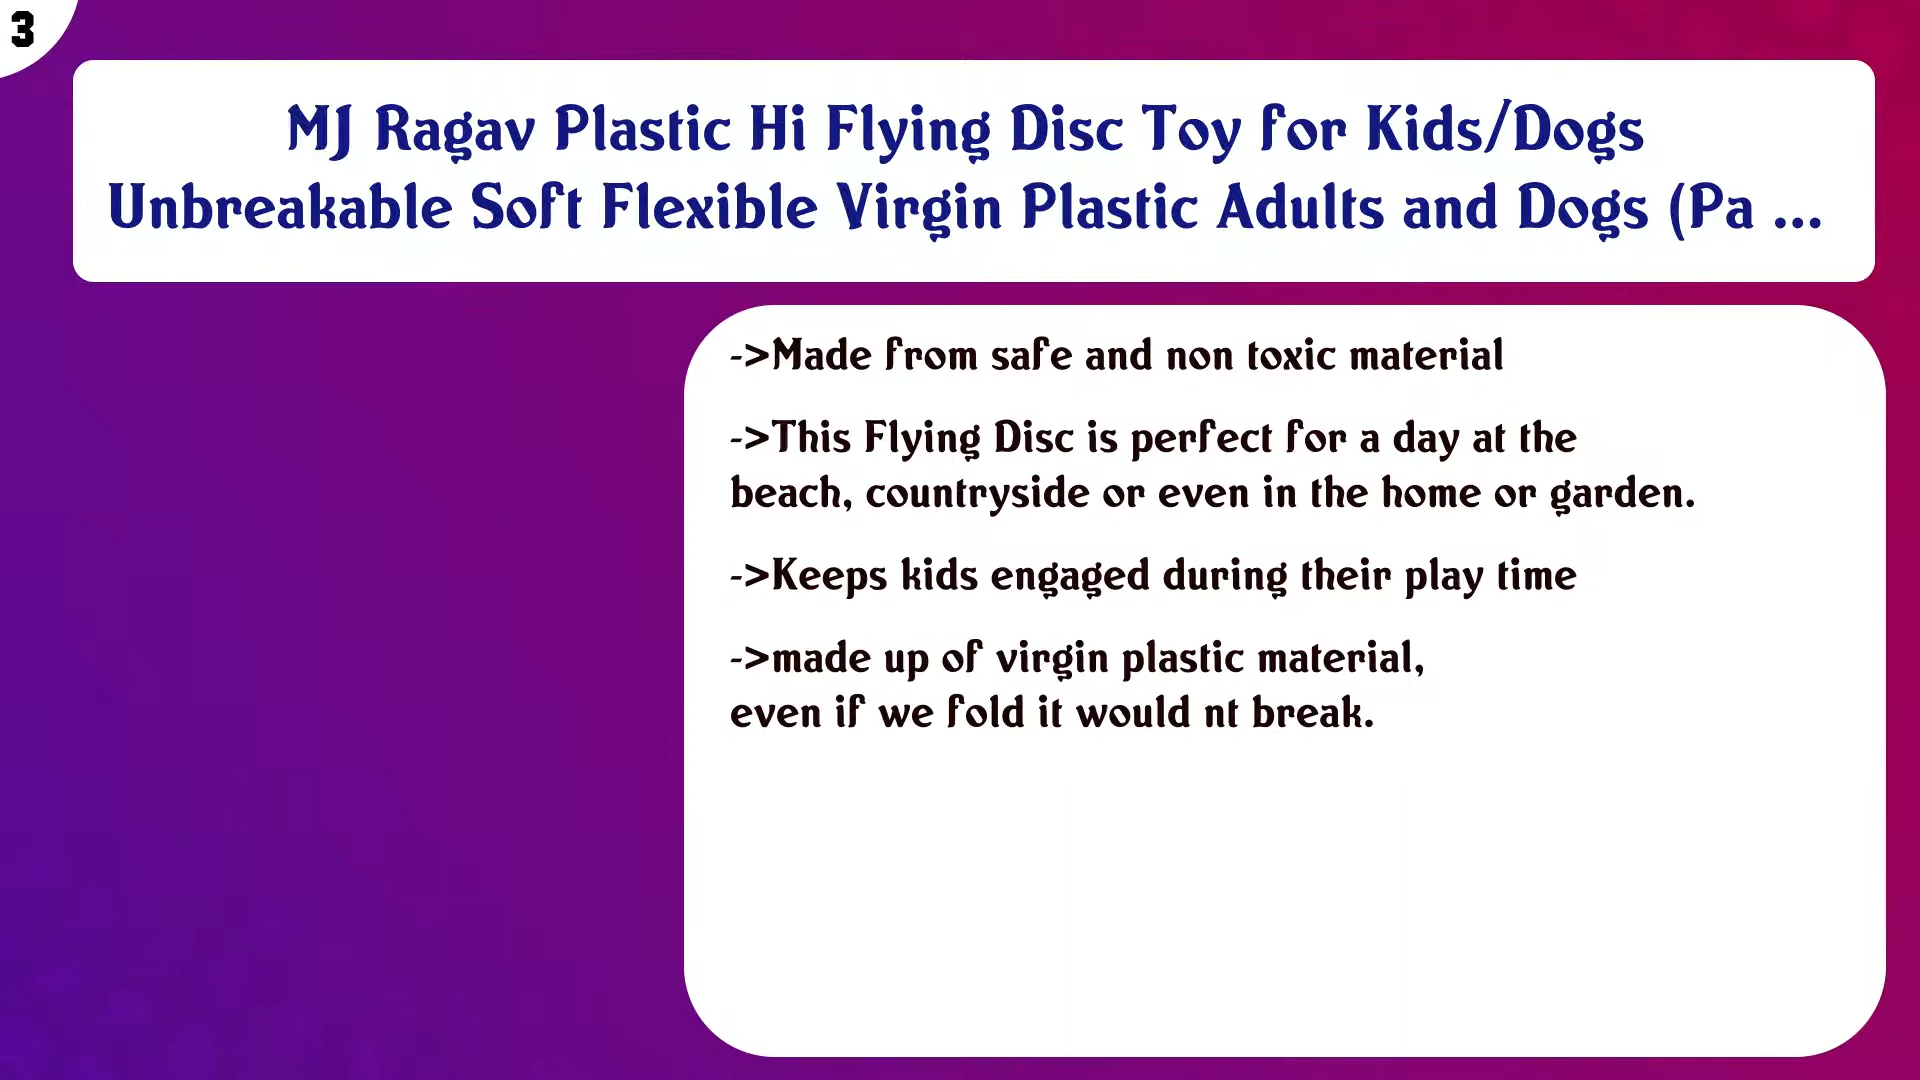 3
MJ Ragav Plastic Hi Flying Disc Toy for Kids/Dogs
Unbreakable Soft Flexible Virgin Plastic Adults and Dogs (Pa ...
->Made from safe and non toxic material
->This Flying Disc is perfect for a day at the
beach, countryside or even in the home or garden.
->Keeps kids engaged during their play time
->made up of virgin plastic material,
even if we fold it would nt break.